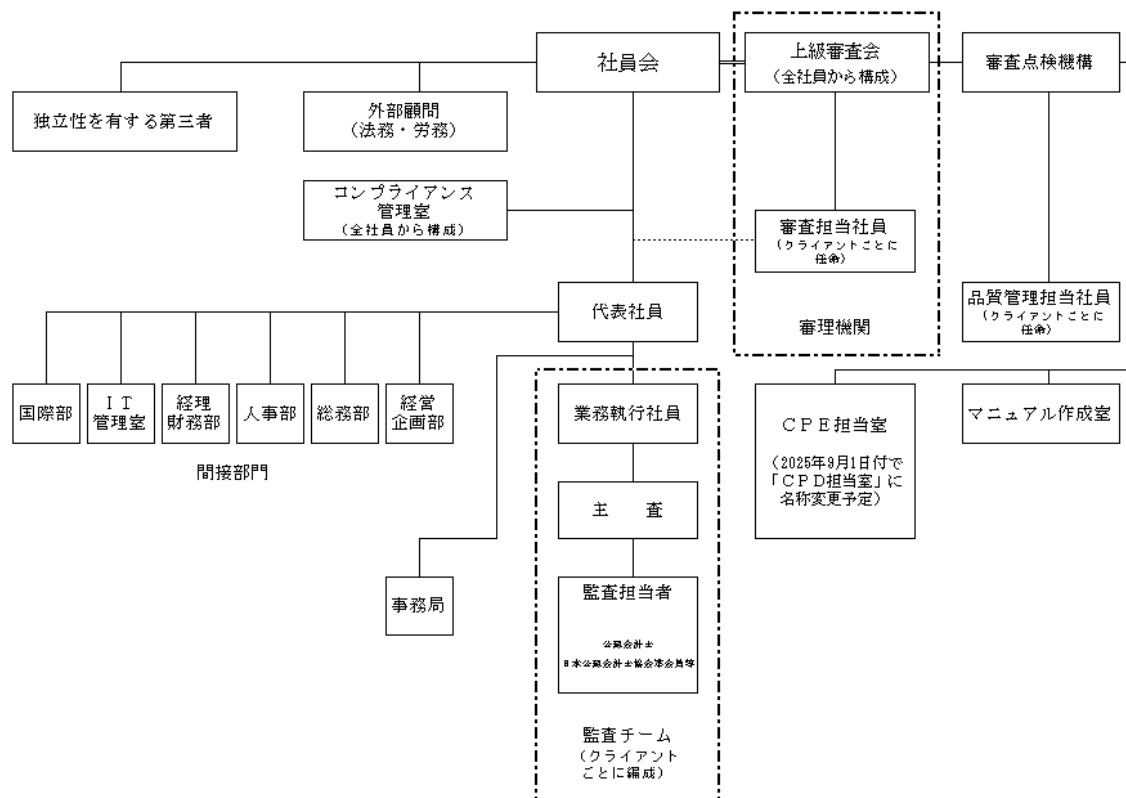 社員会
上級審査会
(全社員から構成)
審査点検機構
独立性を有する第三者
外部顧問
(法務・労務)
コンプライアンス
管理室
(全社員から構成)
審査担当社員
(クライアントごとに
任命)
審理機関
品質管理担当社員
(クライアントごとに
任命)
代表社員
国際部
IT
管理室
経理
財務部
人事部
総務部
経営
企画部
間接部門
業務執行社員
CPE担当室
(2025年9月1日付で
「CPD担当室」に
名称変更予定)
マニュアル作成室
主 査
事務局
監査担当者
公認会計士
日本公認会計士協会準会員等
監査チーム
(クライアント
ごとに編成)